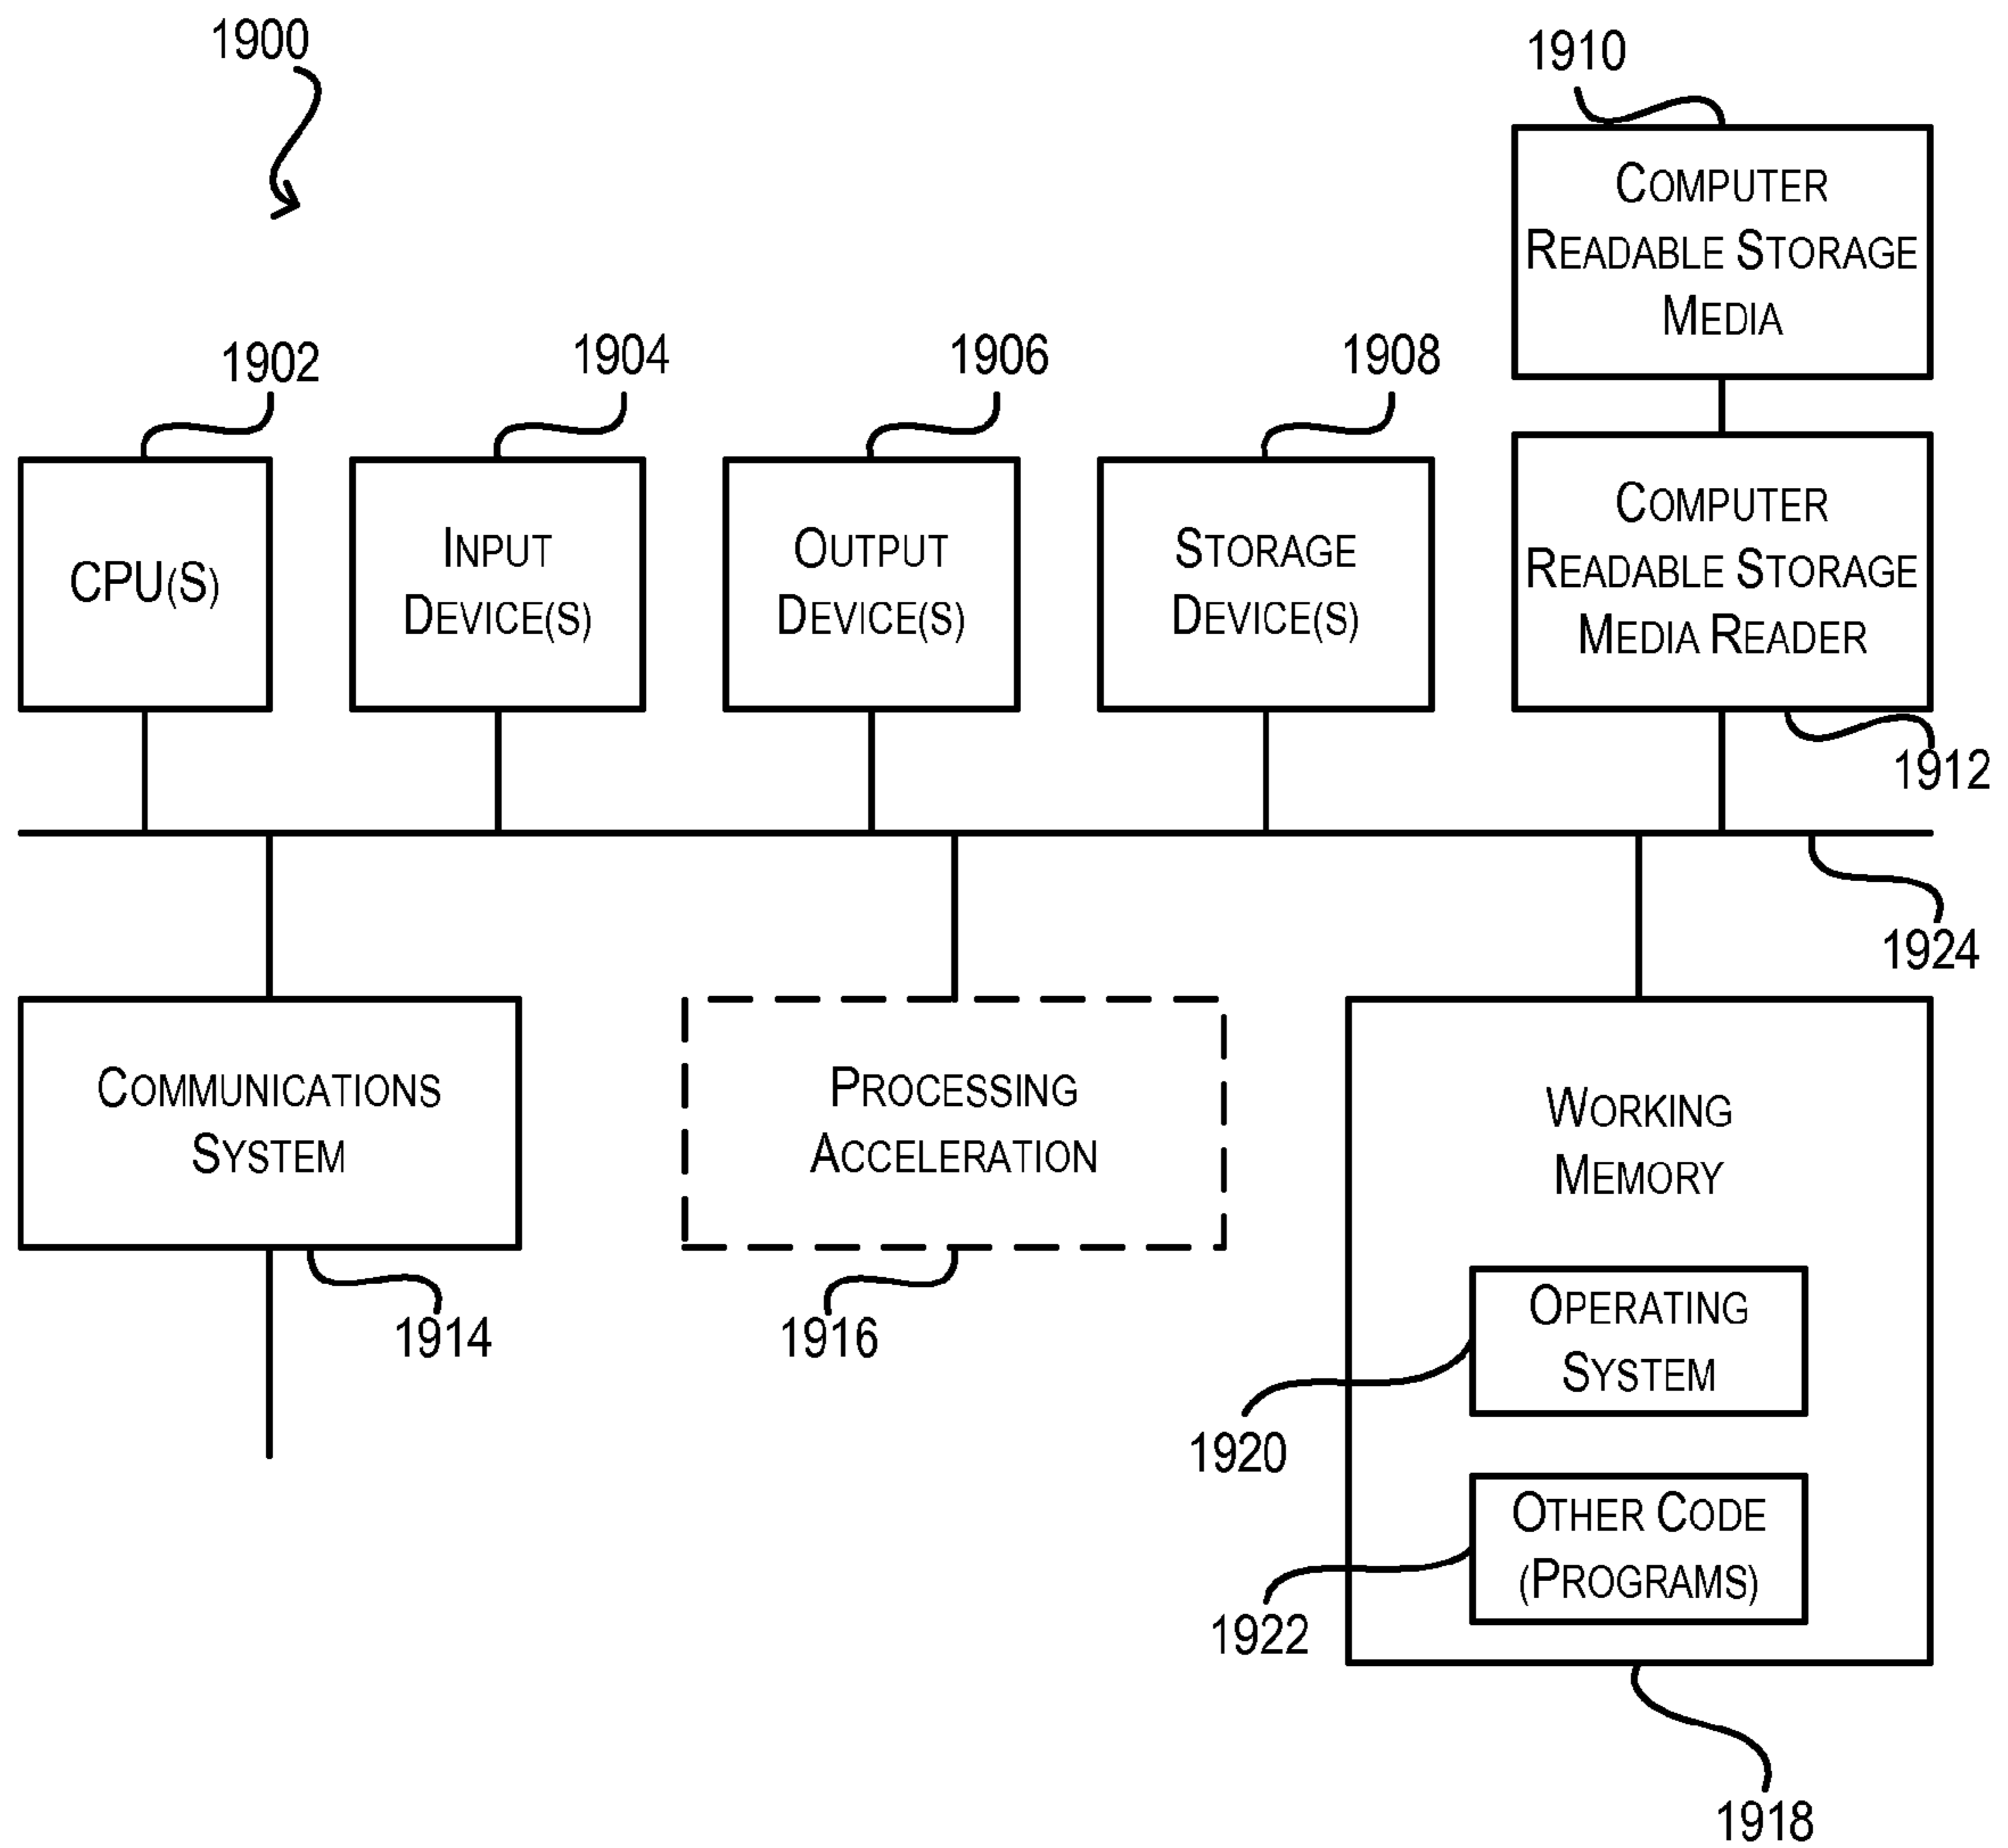 1900
1910
COMPUTER
READABLE STORAGE
MEDIA
1902
1904
1906
1908
CPU(S)
INPUT
DEVICE(S)
OUTPUT
DEVICE(S)
STORAGE
DEVICE(S)
COMPUTER
READABLE STORAGE
MEDIA READER
1912
1924
COMMUNICATIONS
SYSTEM
1914
PROCESSING
ACCELERATION
1916
WORKING
MEMORY
OPERATING
SYSTEM
1920
OTHER CODE
(PROGRAMS)
1922
1918